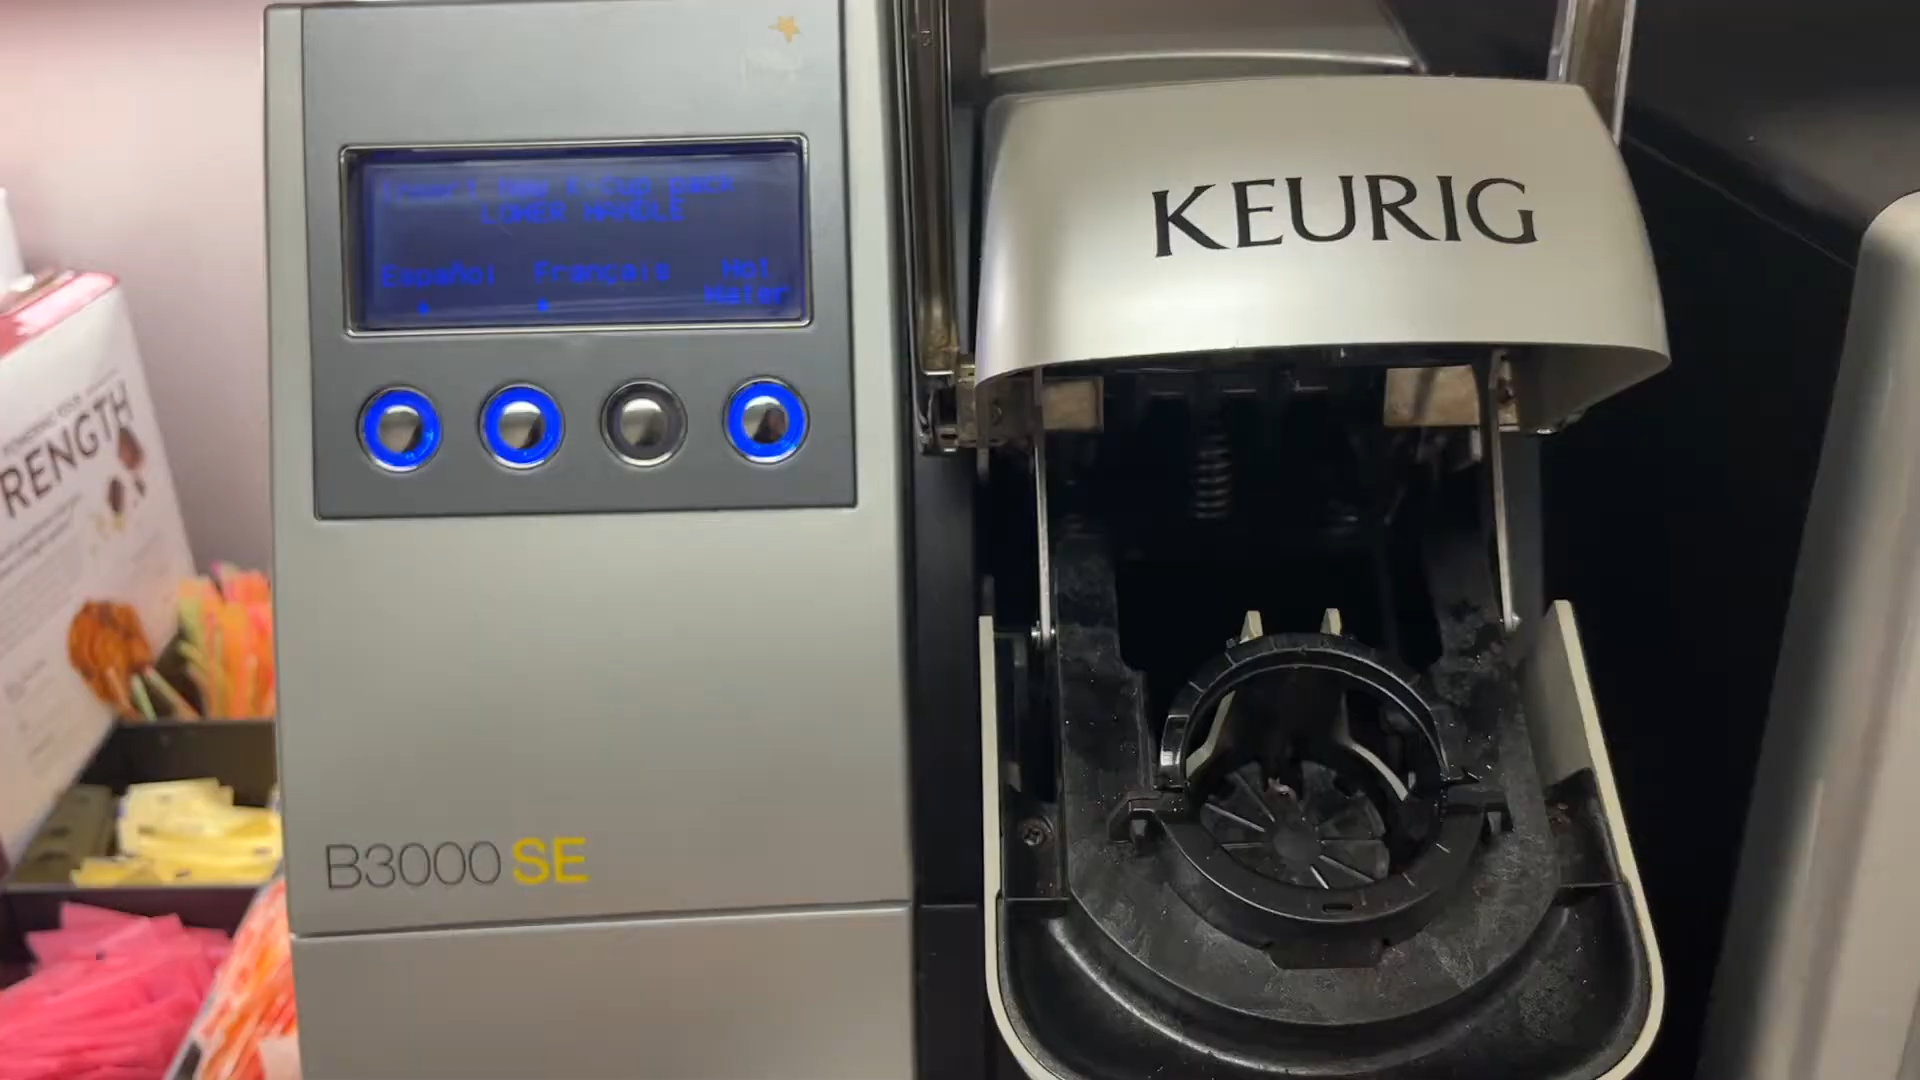 Insert New K-Cup pack
LOWER HANDLE
Español Français Hot
Water
KEURIG
B3000 SE
RENGTH